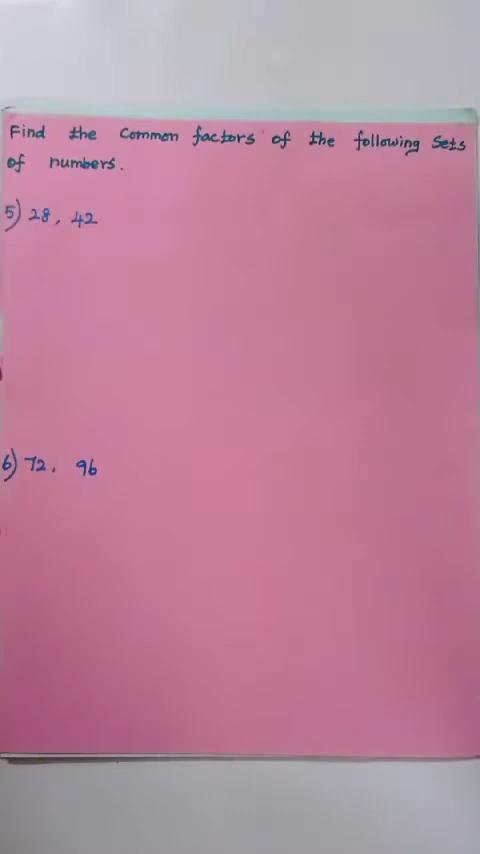 Find the Common factors of the following Sets
of numbers.
5) 28, 42
6) 72, 96